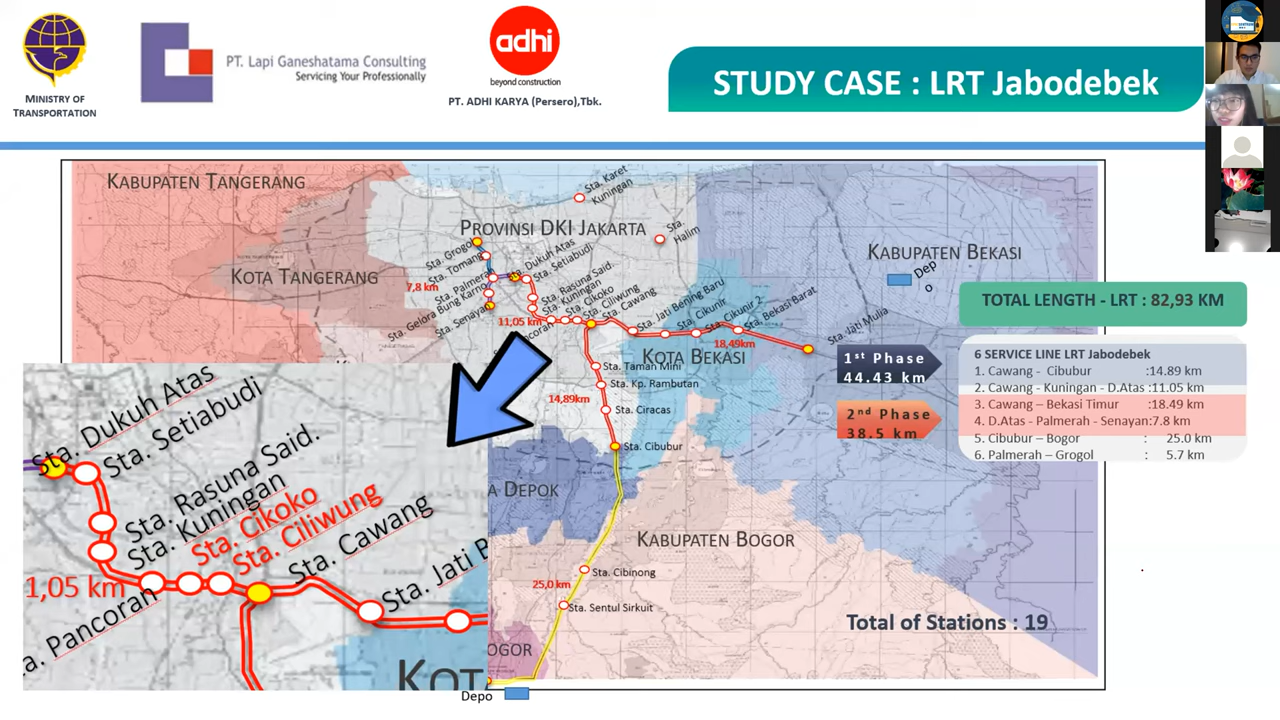 MINISTRY OF
TRANSPORTATION
PT. Lapi Ganeshatama Consulting
Servicing Your Professionally
adhi
beyond construction
PT. ADHI KARYA (Persero),Tbk.
STUDY CASE : LRT Jabodebek
KABUPATEN TANGERANG
KOTA TANGERANG
PROVINSI DKI JAKARTA
KABUPATEN BEKASI
KOTA BEKASI
KABUPATEN BOGOR
A DEPOK
OGOR
Sta. Karet
Kuningan
Sta.
Halim
Sta. Grogol
Sta. Tomang
Sta. Palmera
Sta. Gelora Bung Karno
Sta. Senayan
7,8 km
Sta. Dukuh Atas
Sta. Setiabudi
Sta. Rasuna Said.
Sta. Kuningan
Sta. Cikoko
Sta. Ciliwung
Sta. Cawang
11,05 km
Sta. Jati Bening Baru
Sta. Cikunir
Sta. Cikunir 2
Sta. Bekasi Barat
18,49km
Sta. Jati Mulia
Dep
o
Sta. Taman Mini
Sta. Kp. Rambutan
14,89km
Sta. Ciracas
Sta. Cibubur
Sta. Cibinong
25,0 km
Sta. Sentul Sirkuit
Depo
TOTAL LENGTH - LRT : 82,93 KM
1st Phase
44.43 km
2nd Phase
38.5 km
6 SERVICE LINE LRT Jabodebek
1. Cawang - Cibubur :14.89 km
2. Cawang - Kuningan - D.Atas :11.05 km
3. Cawang – Bekasi Timur :18.49 km
4. D.Atas - Palmerah - Senayan:7.8 km
5. Cibubur – Bogor : 25.0 km
6. Palmerah – Grogol : 5.7 km
Total of Stations : 19
Sta. Dukuh Atas
Sta. Setiabudi
Sta. Rasuna Said.
Sta. Kuningan
Sta. Cikoko
Sta. Ciliwung
Sta. Cawang
Sta. Jati B
1,05 km
a. Pancoran
KOT